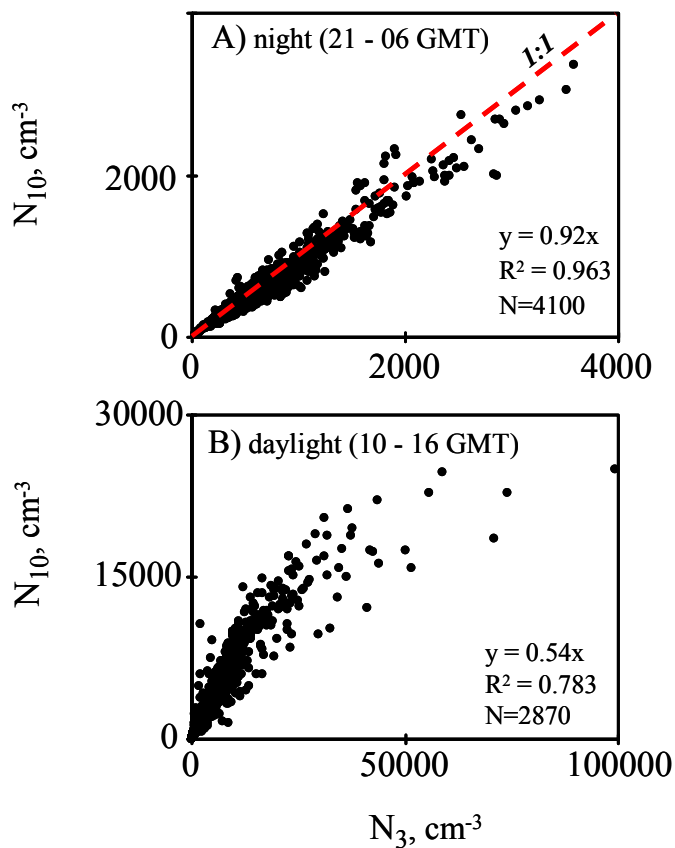 A) night (21 - 06 GMT)
1:1
N10, cm-3
2000
y = 0.92x
R² = 0.963
N=4100
0
0
2000
4000
30000
B) daylight (10 - 16 GMT)
N10, cm-3
15000
y = 0.54x
R² = 0.783
N=2870
0
0
50000
100000
N3, cm-3